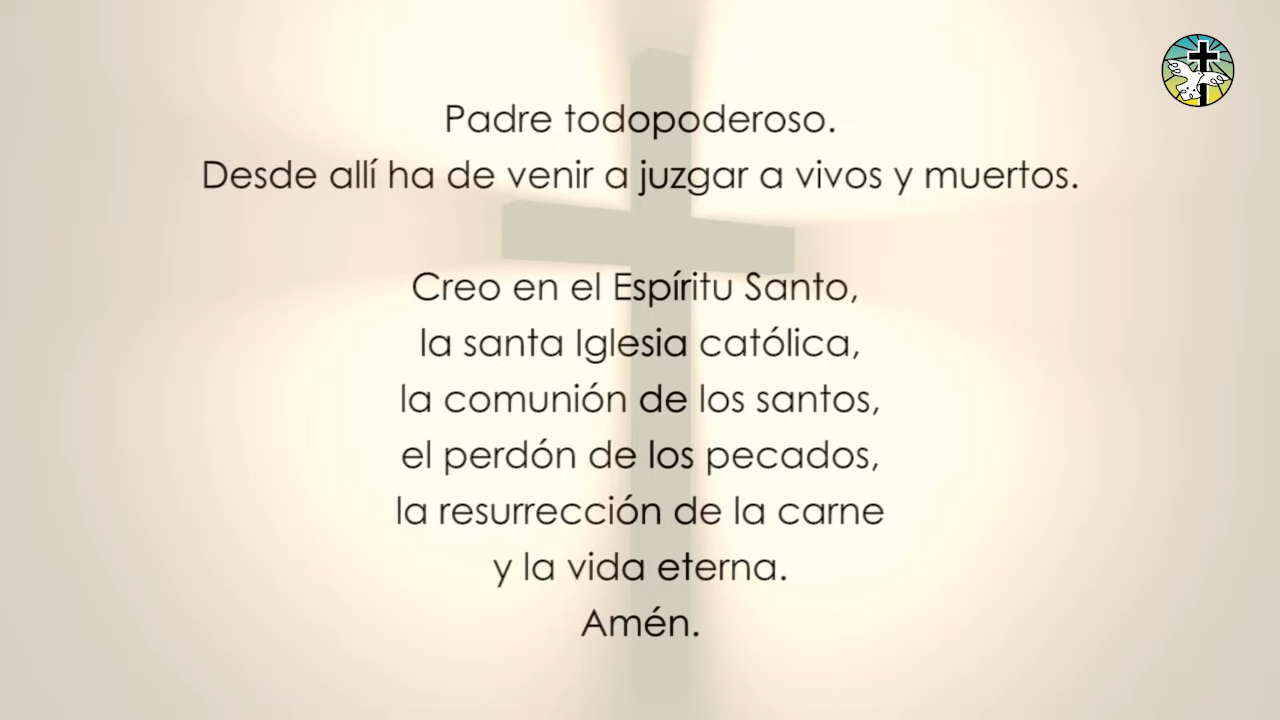 Padre todopoderoso.
Desde allí ha de venir a juzgar a vivos y muertos.
Creo en el Espíritu Santo,
la santa Iglesia católica,
la comunión de los santos,
el perdón de los pecados,
la resurrección de la carne
y la vida eterna.
Amén.